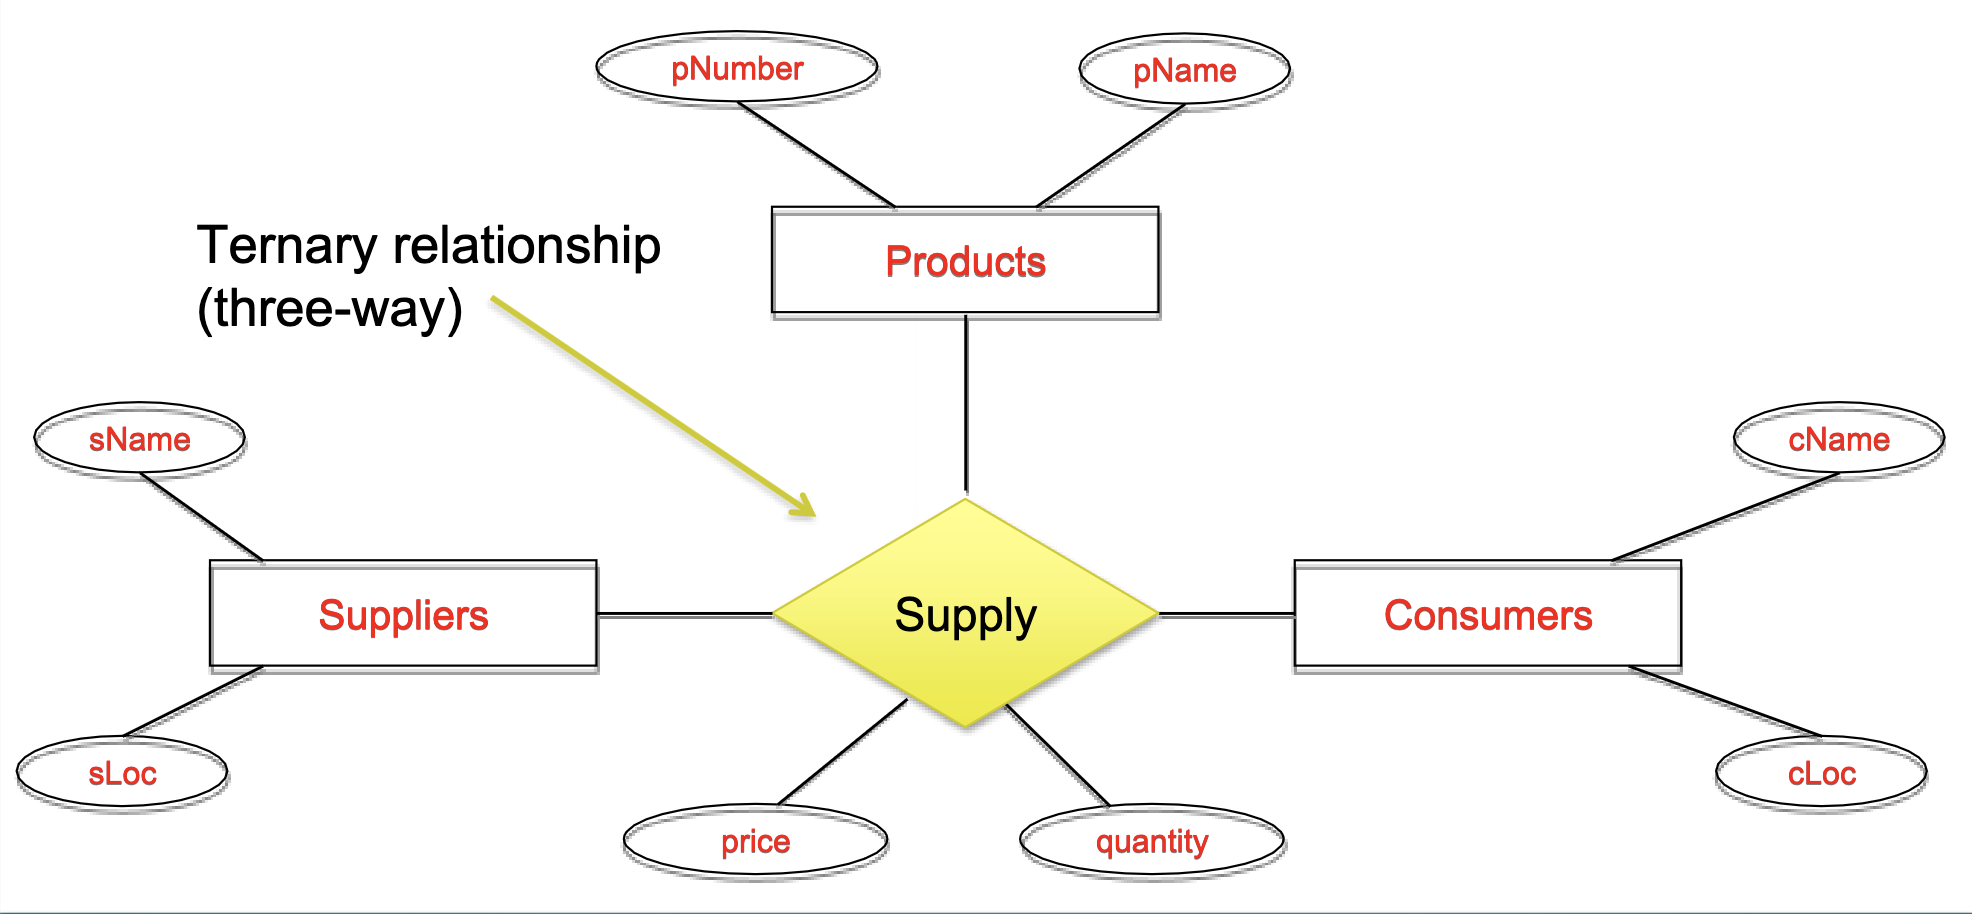 pNumber
pName
Ternary relationship
(three-way)
Products
sName
cName
Suppliers
Supply
Consumers
sLoc
cLoc
price
quantity